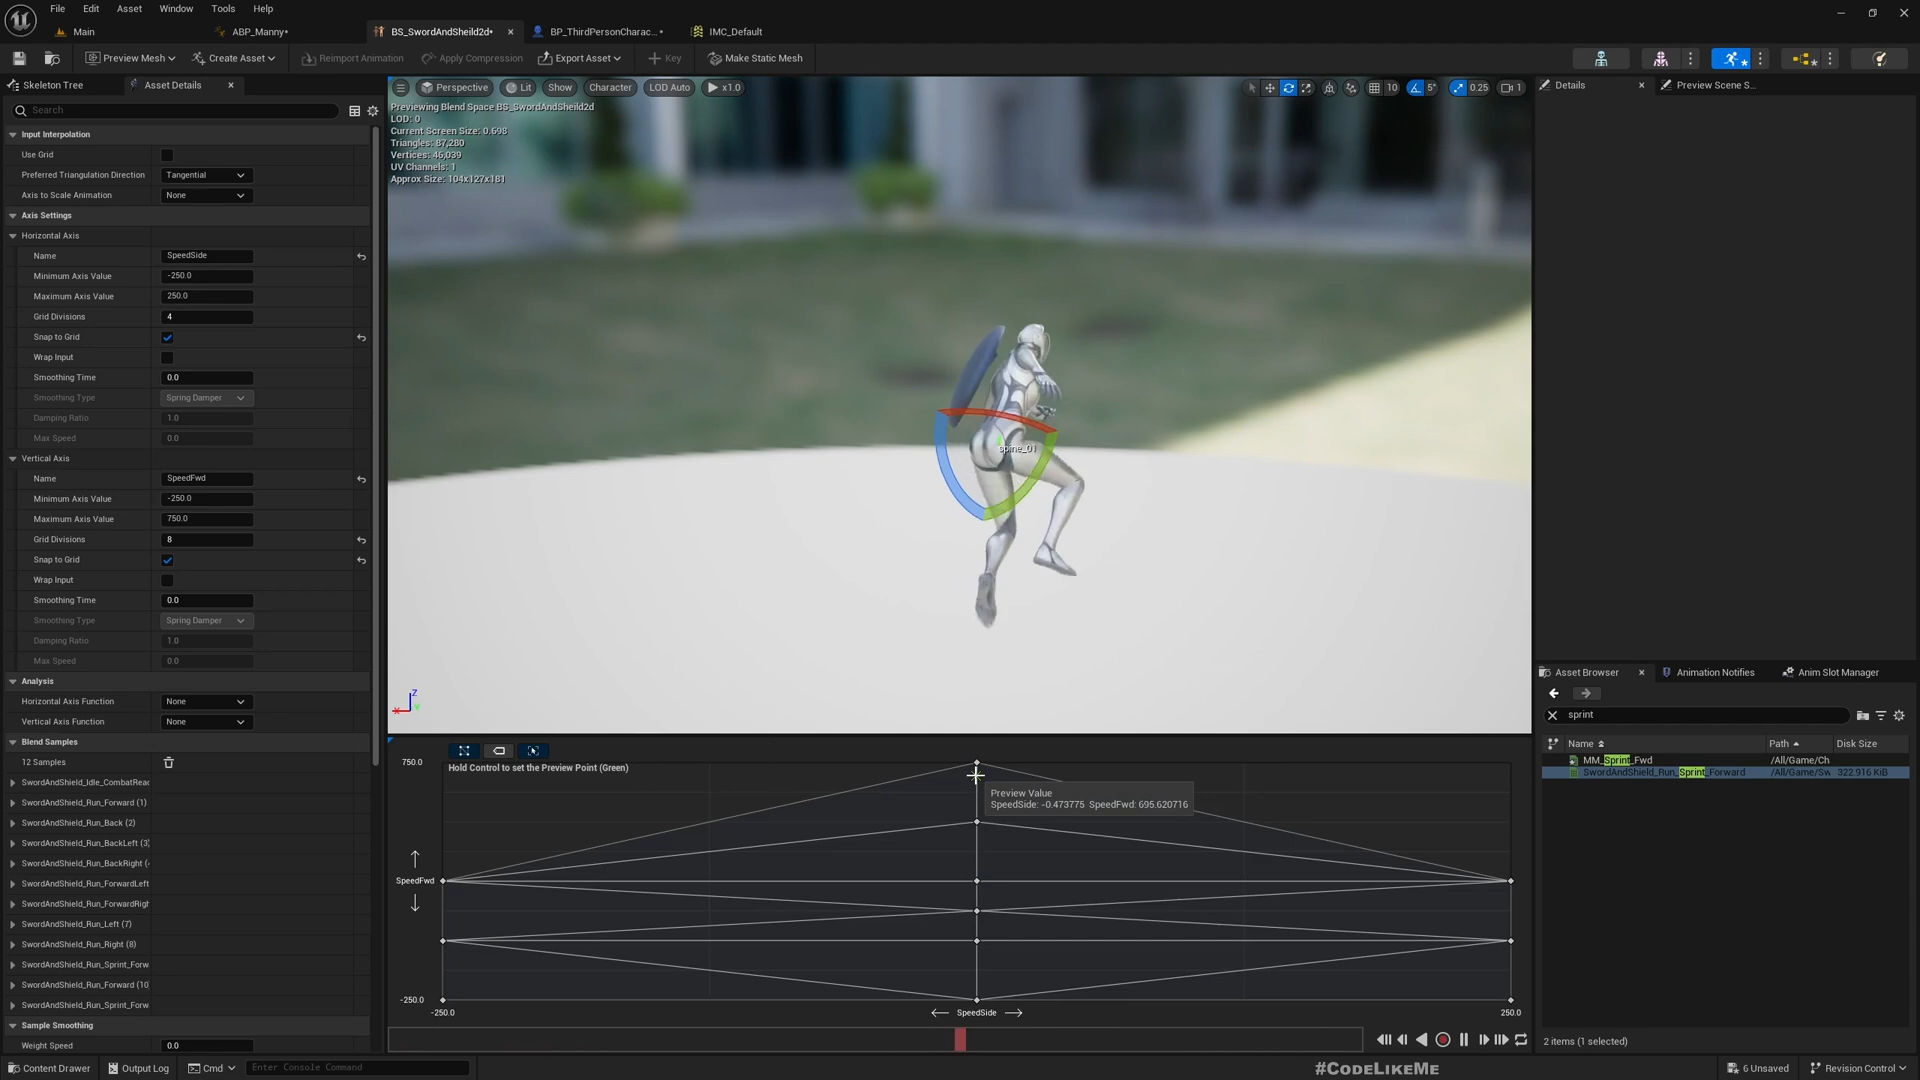 File Edit Asset Window Tools Help
Main ABP_Manny• BS_SwordAndSheild2d• BP_ThirdPersonCharac...• IMC_Default
Preview Mesh Create Asset Reimport Animation Apply Compression Export Asset Key Make Static Mesh
Skeleton Tree Asset Details
Search
Input Interpolation
Use Grid
Preferred Triangulation Direction Tangential
Axis to Scale Animation None
Axis Settings
Horizontal Axis
Name SpeedSide
Minimum Axis Value -250.0
Maximum Axis Value 250.0
Grid Divisions 4
Snap to Grid
Wrap Input
Smoothing Time 0.0
Smoothing Type Spring Damper
Damping Ratio 1.0
Max Speed 0.0
Vertical Axis
Name SpeedFwd
Minimum Axis Value -250.0
Maximum Axis Value 750.0
Grid Divisions 8
Snap to Grid
Wrap Input
Smoothing Time 0.0
Smoothing Type Spring Damper
Damping Ratio 1.0
Max Speed 0.0
Analysis
Horizontal Axis Function None
Vertical Axis Function None
Blend Samples
12 Samples
SwordAndShield_Idle_CombatReac
SwordAndShield_Run_Forward (1)
SwordAndShield_Run_Back (2)
SwordAndShield_Run_BackLeft (3)
SwordAndShield_Run_BackRight (
SwordAndShield_Run_ForwardLeft
SwordAndShield_Run_ForwardRigh
SwordAndShield_Run_Left (7)
SwordAndShield_Run_Right (8)
SwordAndShield_Run_Sprint_Forw
SwordAndShield_Run_Forward (10)
SwordAndShield_Run_Sprint_Forw
Sample Smoothing
Weight Speed 0.0
Perspective Lit Show Character LOD Auto x1.0 10 5° 0.25 1
Previewing Blend Space BS_SwordAndSheild2d
LOD: 0
Current Screen Size: 0.698
Triangles: 87,280
Vertices: 46,039
UV Channels: 1
Approx Size: 104x127x181
spine_01
Z
X
750.0
Hold Control to set the Preview Point (Green)
Preview Value
SpeedSide: -0.473775 SpeedFwd: 695.620716
SpeedFwd
-250.0
-250.0 SpeedSide 250.0
Details Preview Scene S...
Asset Browser Animation Notifies Anim Slot Manager
sprint
Name Path Disk Size
MM_Sprint_Fwd /All/Game/Ch
SwordAndShield_Run_Sprint_Forward /All/Game/Sw 322.916 KiB
2 items (1 selected)
Content Drawer Output Log Cmd Enter Console Command #CODELIKEME 6 Unsaved Revision Control